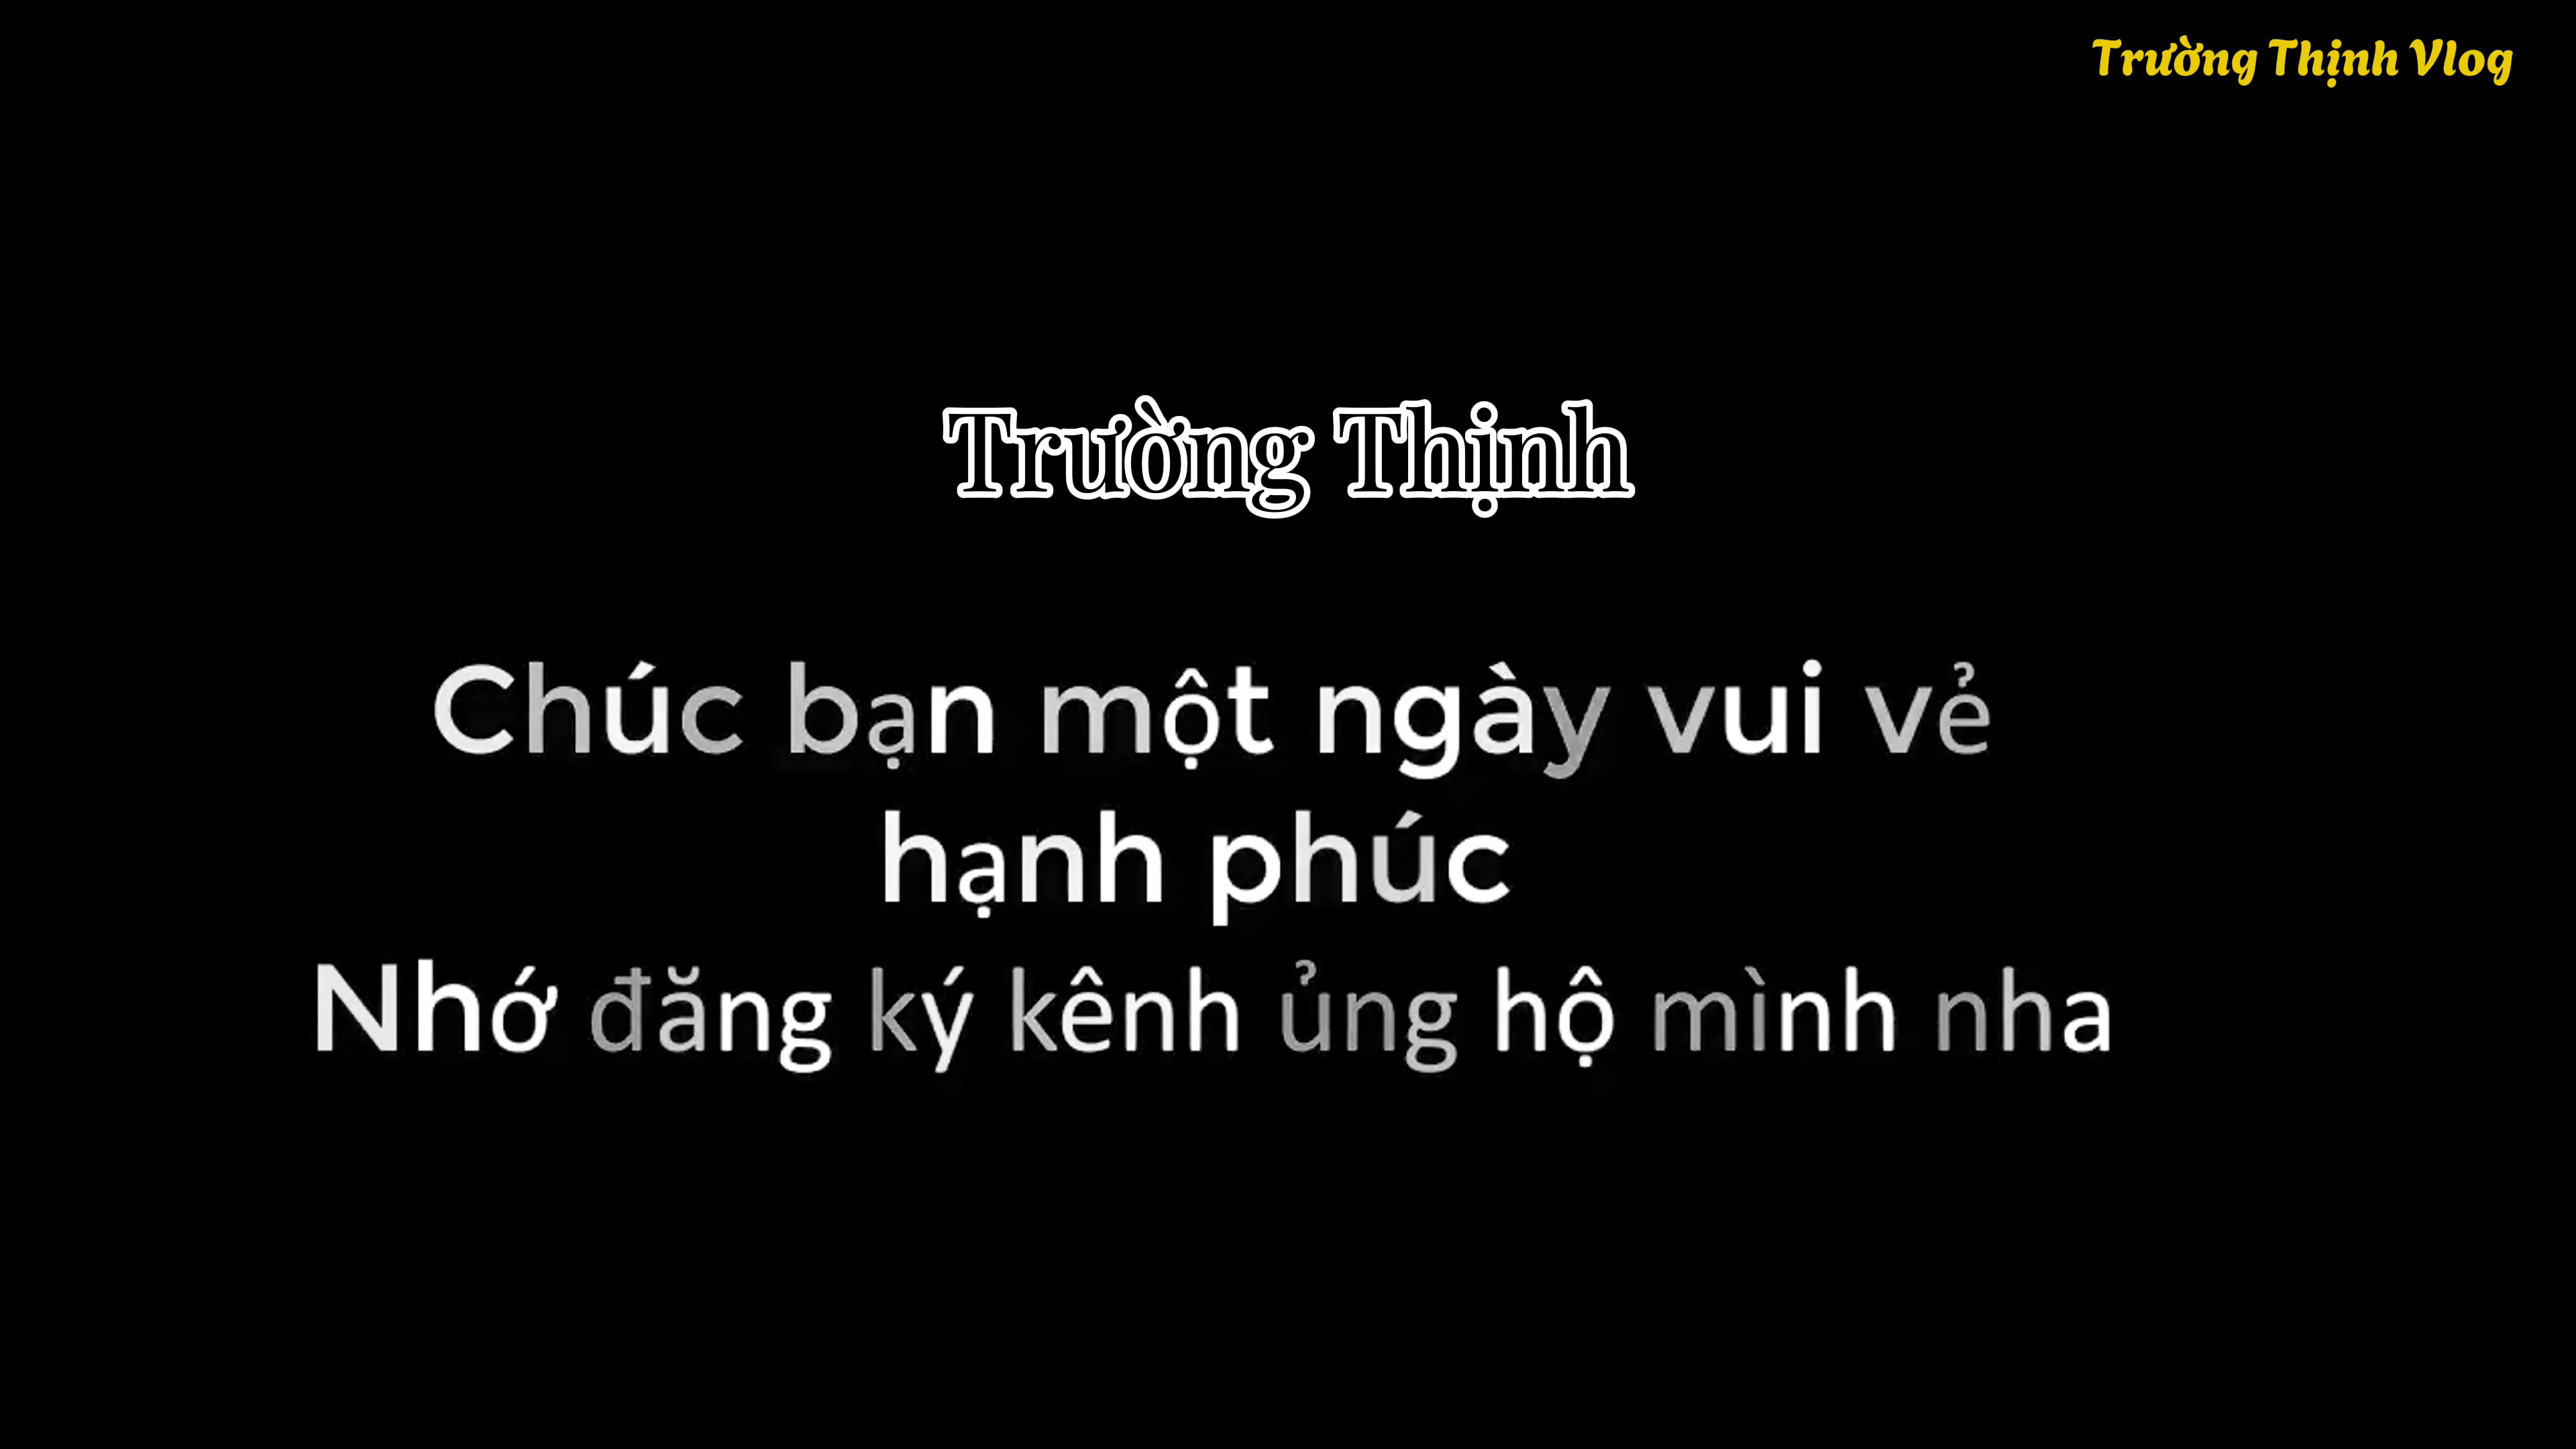 Trường Thịnh Vlog
Trường Thịnh
Chúc bạn một ngày vui vẻ
hạnh phúc
Nhớ đăng ký kênh ủng hộ mình nha